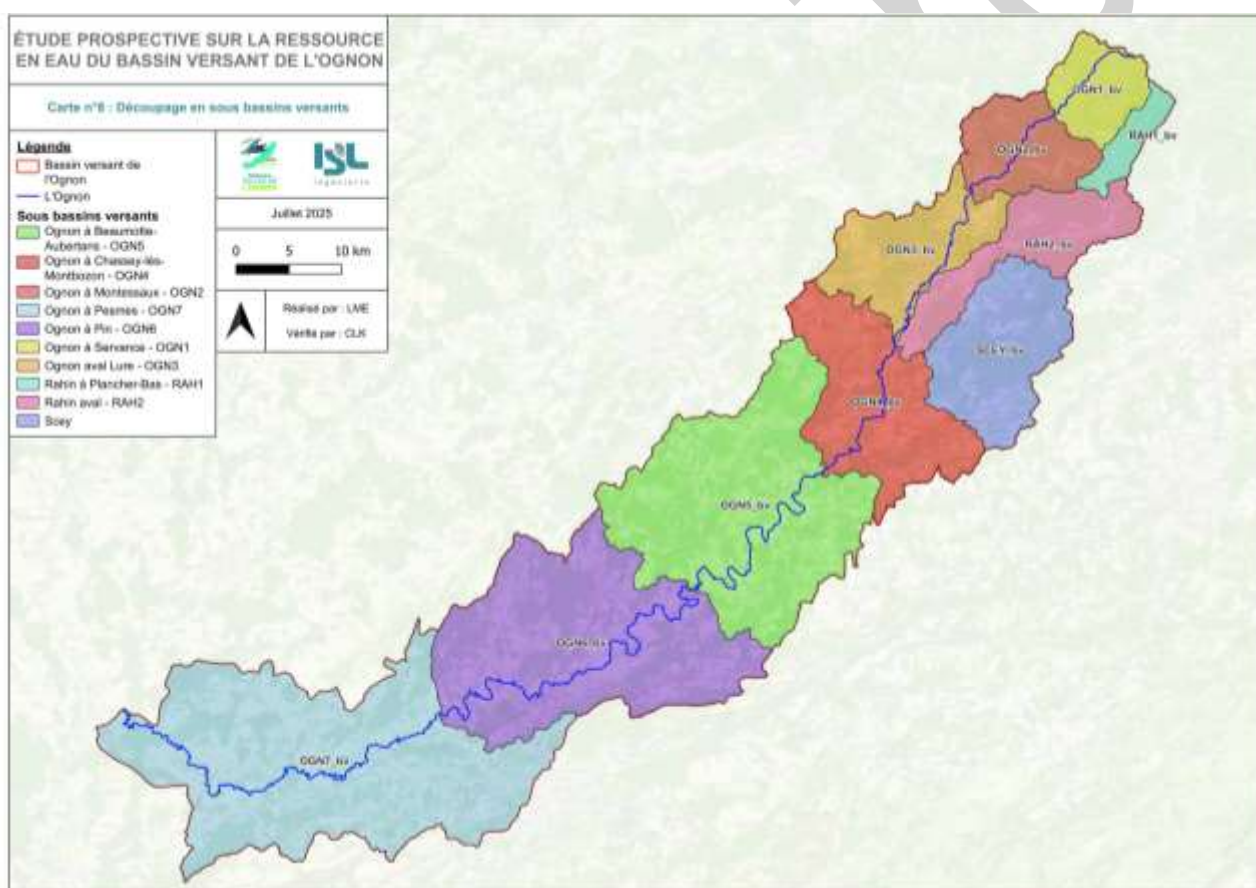 ÉTUDE PROSPECTIVE SUR LA RESSOURCE
EN EAU DU BASSIN VERSANT DE L'OGNON
Carte n°8 : Découpage en sous bassins versants
Légende
Bassin versant de
l'Ognon
L'Ognon
Sous bassins versants
Ognon à Beaumotte-
Aubertans - OGN5
Ognon à Chassey-lès-
Montbozon - OGN4
Ognon à Montessaux - OGN2
Ognon à Pesmes - OGN7
Ognon à Pin - OGN6
Ognon à Servance - OGN1
Ognon aval Lure - OGN3
Rahin à Plancher-Bas - RAH1
Rahin aval - RAH2
Scey
ISL
Ingénierie
Juillet 2025
0 5 10 km
Réalisé par : LME
Vérifié par : CLK
OGN1_bv
RAH1_bv
OGN2_bv
RAH2_bv
OGN3_bv
SCEY_bv
OGN4_bv
OGN5_bv
OGN6_bv
OGN7_bv